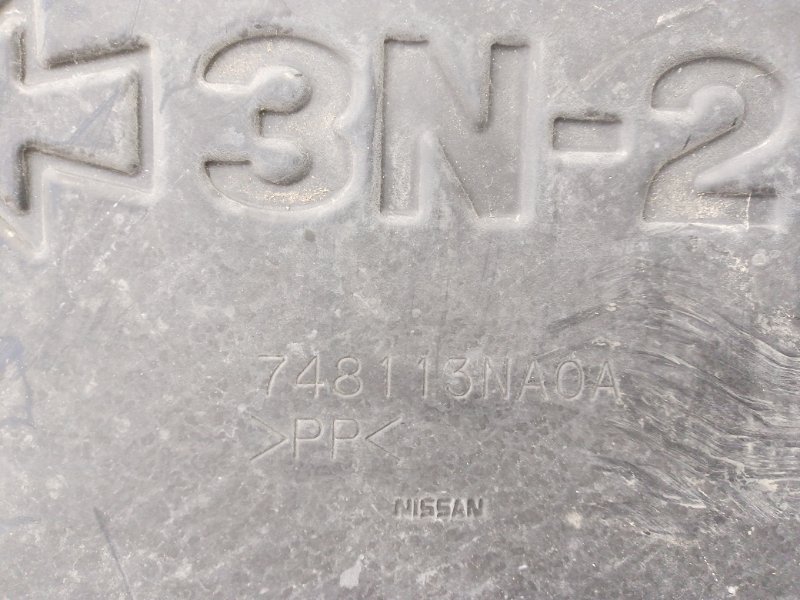 3N-2
748113NA0A
>PP<
NISSAN